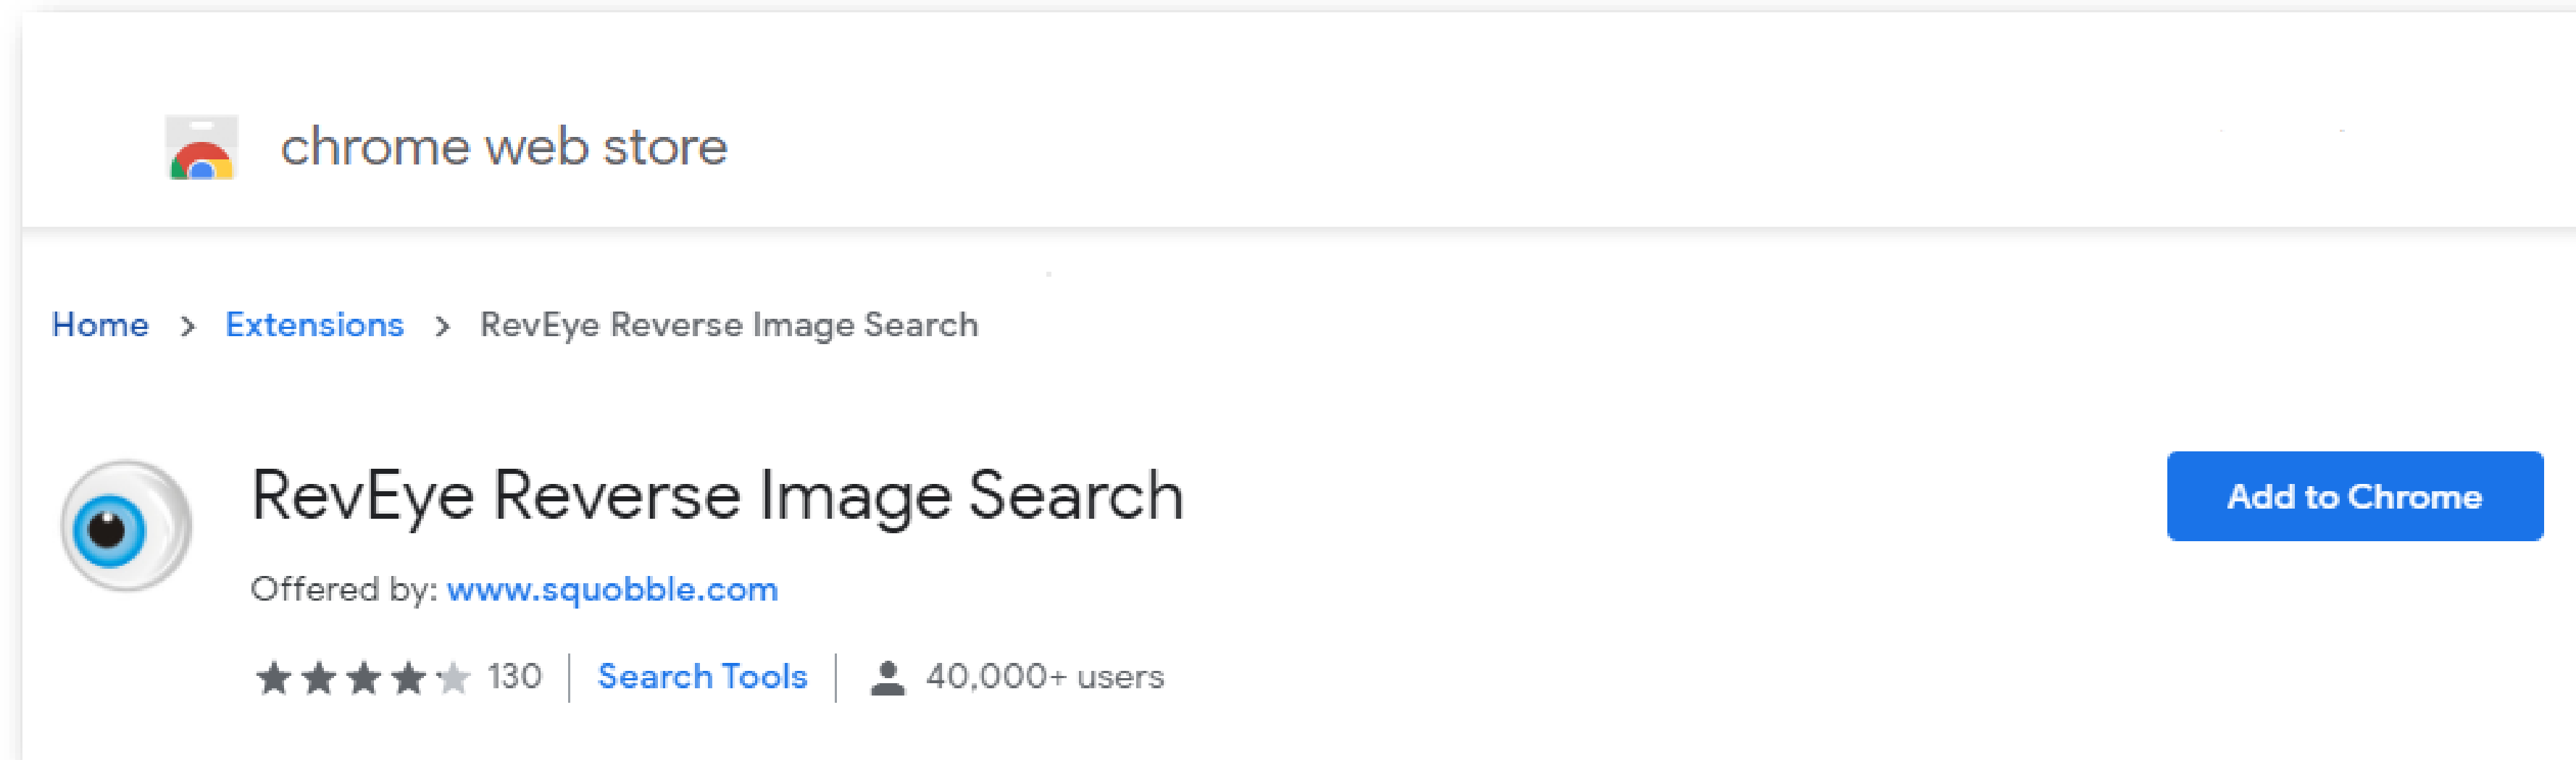 chrome web store
Home > Extensions > RevEye Reverse Image Search
RevEye Reverse Image Search
Add to Chrome
Offered by: www.squobble.com
130 | Search Tools | 40,000+ users